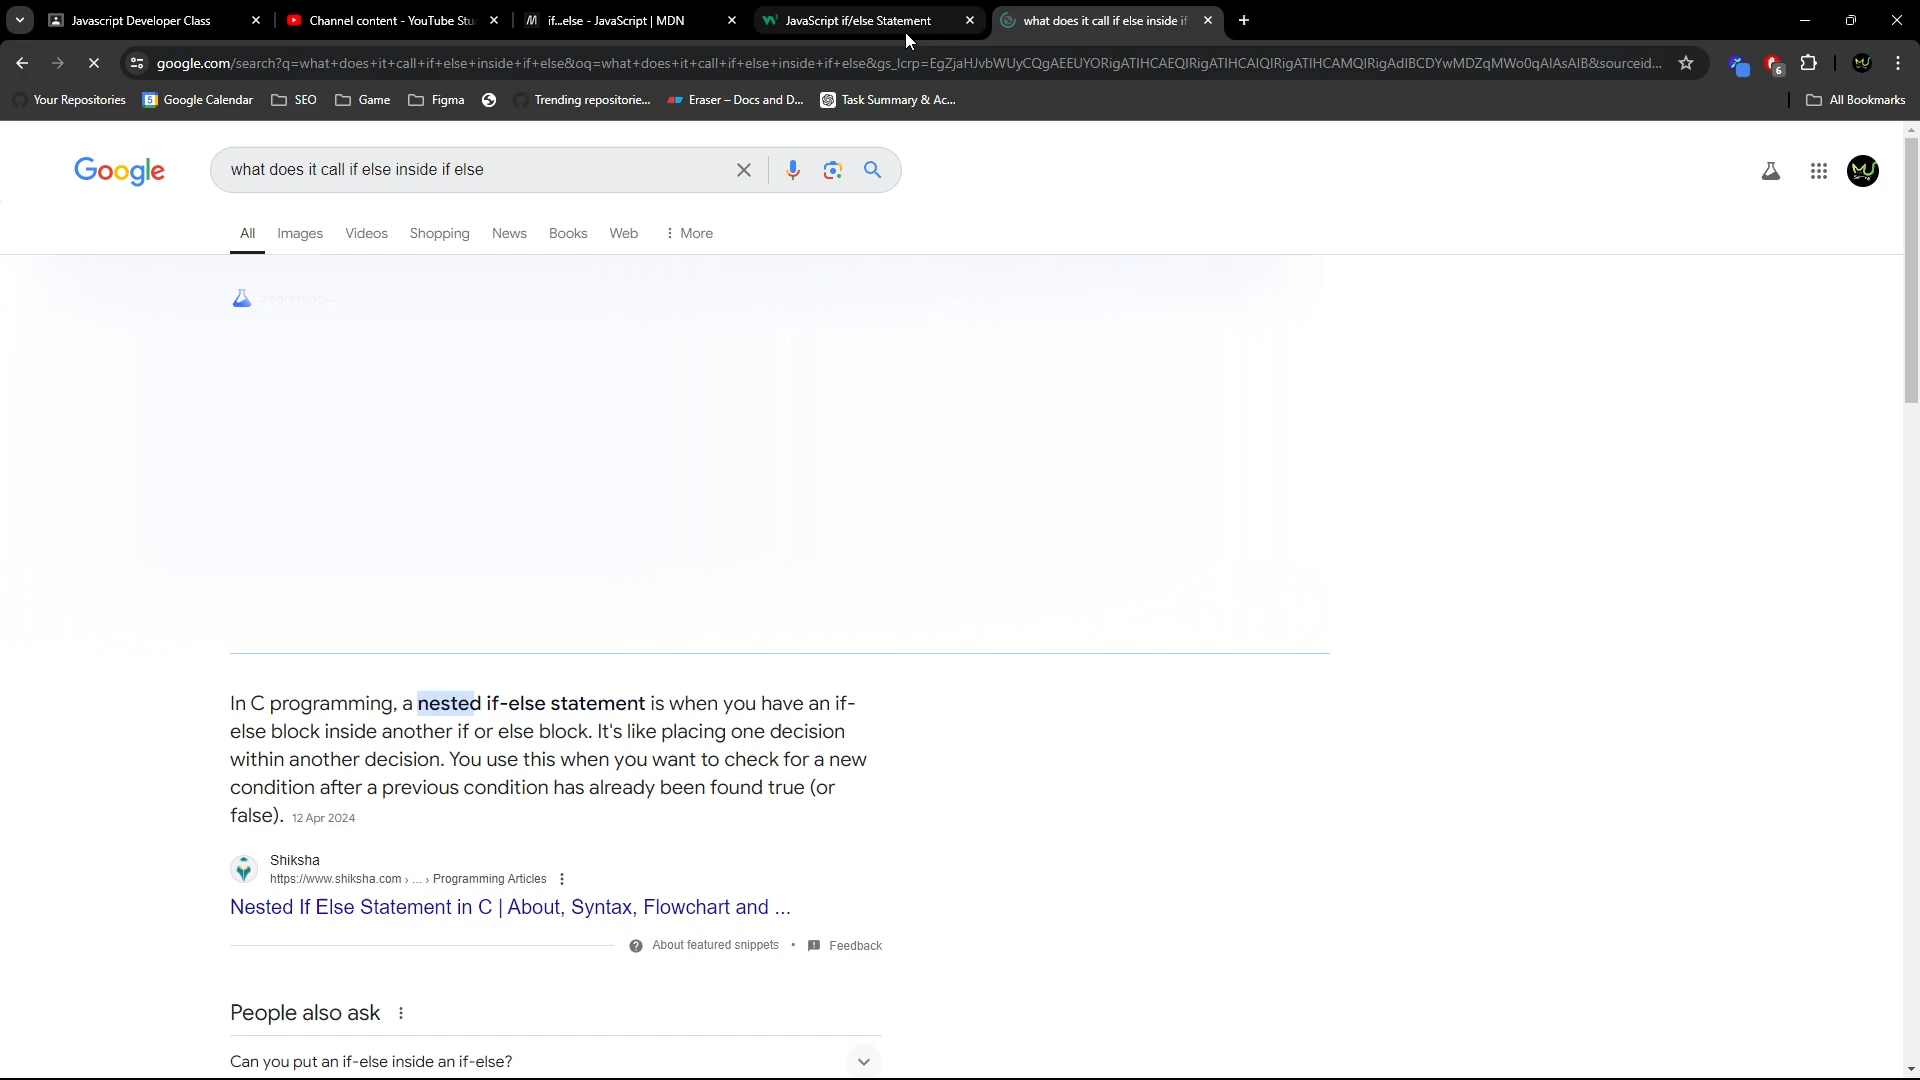 Javascript Developer Class
Channel content - YouTube Stu
if...else - JavaScript | MDN
JavaScript if/else Statement
what does it call if else inside if
google.com/search?q=what+does+it+call+if+else+inside+if+else&oq=what+does+it+call+if+else+inside+if+else&gs_lcrp=EgZjaHJvbWUyCQgAEEUYORigATIHCAEQIRigATIHCAIQIRigATIHCAMQIRigAdIBCDYwMDZqMWo0qAIAsAIB&sourceid...
6
Your Repositories
Google Calendar
SEO
Game
Figma
Trending repositorie...
Eraser – Docs and D...
Task Summary & Ac...
All Bookmarks
Google
what does it call if else inside if else
All
Images
Videos
Shopping
News
Books
Web
More
Searching...
In C programming, a nested if-else statement is when you have an if-
else block inside another if or else block. It's like placing one decision
within another decision. You use this when you want to check for a new
condition after a previous condition has already been found true (or
false). 12 Apr 2024
Shiksha
https://www.shiksha.com › ... › Programming Articles
Nested If Else Statement in C | About, Syntax, Flowchart and ...
About featured snippets
•
Feedback
People also ask
Can you put an if-else inside an if-else?